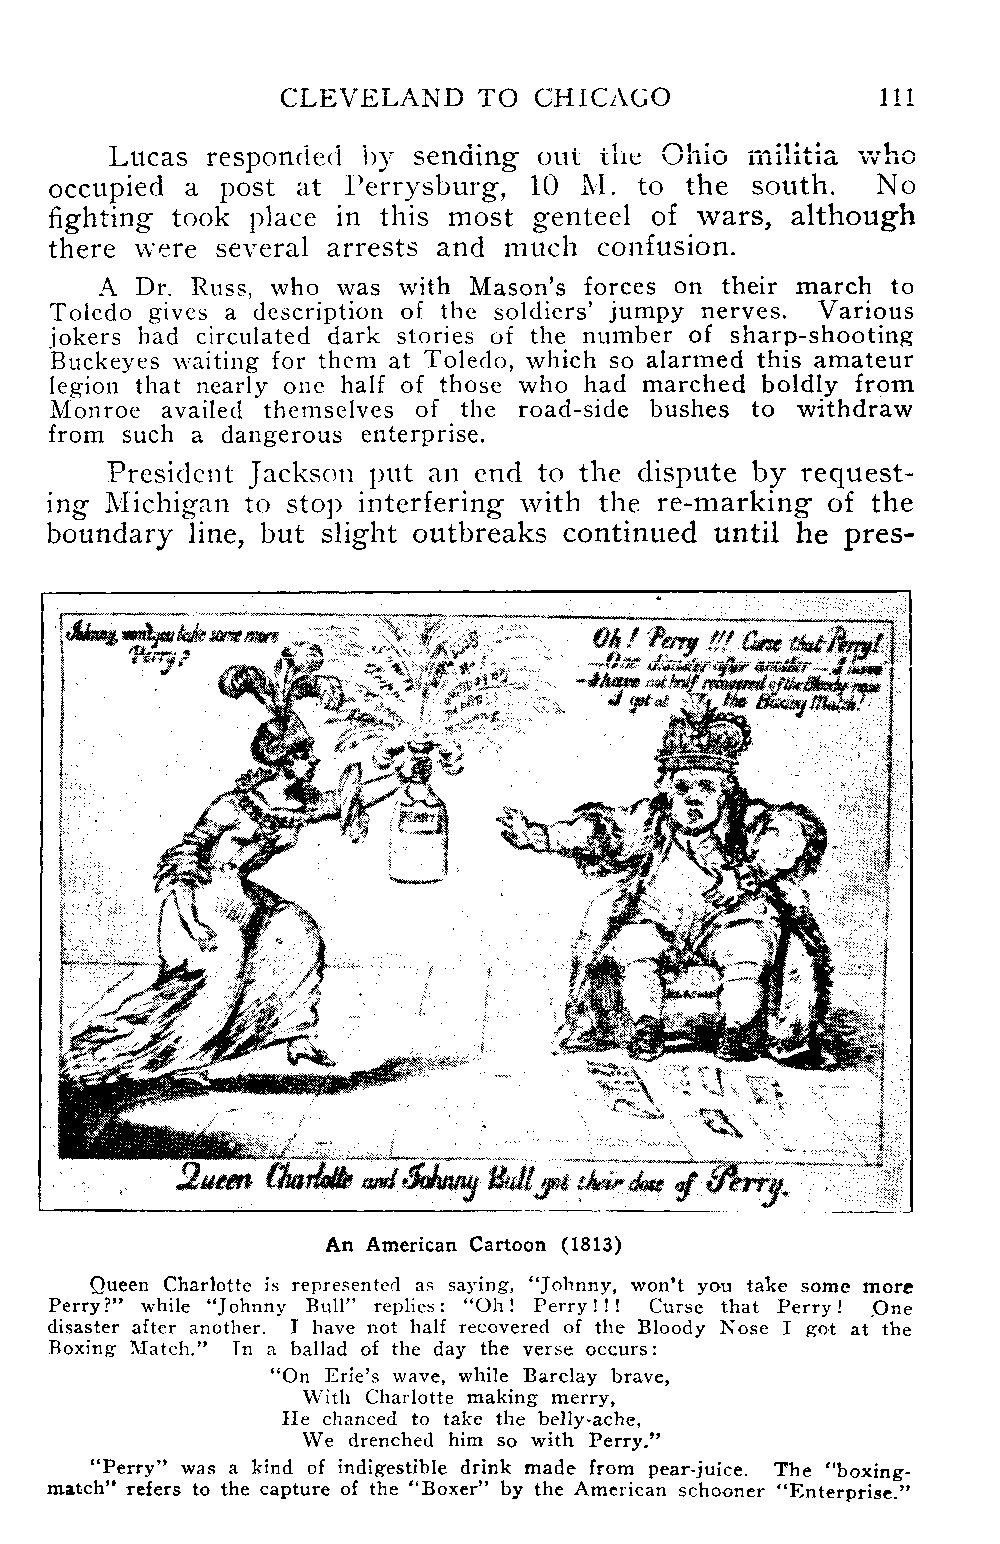 CLEVELAND TO CHICAGO 111
Lucas responded by sending out the Ohio militia who
occupied a post at Perrysburg, 10 M. to the south. No
fighting took place in this most genteel of wars, although
there were several arrests and much confusion.
A Dr. Russ, who was with Mason's forces on their march to
Toledo gives a description of the soldiers' jumpy nerves. Various
jokers had circulated dark stories of the number of sharp-shooting
Buckeyes waiting for them at Toledo, which so alarmed this amateur
legion that nearly one half of those who had marched boldly from
Monroe availed themselves of the road-side bushes to withdraw
from such a dangerous enterprise.
President Jackson put an end to the dispute by request-
ing Michigan to stop interfering with the re-marking of the
boundary line, but slight outbreaks continued until he pres-
Johnny, won't you take some more
Perry?
Oh! Perry!!! Curse that Perry!
—One disaster after another—I have
—I have not half recovered of the Bloody nose
I got at the Boxing Match!
PERRY
Queen Charlotte and Johnny Bull got their dose of Perry.
An American Cartoon (1813)
Queen Charlotte is represented as saying, "Johnny, won't you take some more
Perry?" while "Johnny Bull" replies: "Oh! Perry!!! Curse that Perry! One
disaster after another. I have not half recovered of the Bloody Nose I got at the
Boxing Match." In a ballad of the day the verse occurs:
"On Erie's wave, while Barclay brave,
With Charlotte making merry,
He chanced to take the belly-ache,
We drenched him so with Perry."
"Perry" was a kind of indigestible drink made from pear-juice. The "boxing-
match" refers to the capture of the "Boxer" by the American schooner "Enterprise."